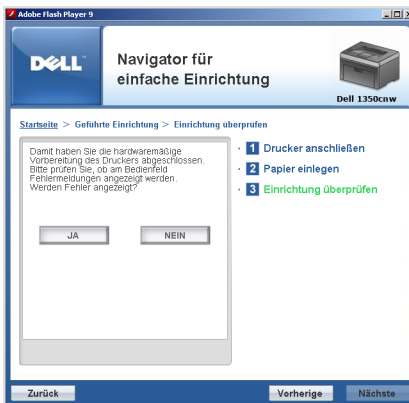 Adobe Flash Player 9
DELL
Navigator für
einfache Einrichtung
Dell 1350cnw
Startseite > Geführte Einrichtung > Einrichtung überprüfen
Damit haben Sie die hardwaremäßige
Vorbereitung des Druckers abgeschlossen.
Bitte prüfen Sie, ob am Bedienfeld
Fehlermeldungen angezeigt werden.
Werden Fehler angezeigt?
JA
NEIN
1 Drucker anschließen
2 Papier einlegen
3 Einrichtung überprüfen
Zurück
Vorherige
Nächste